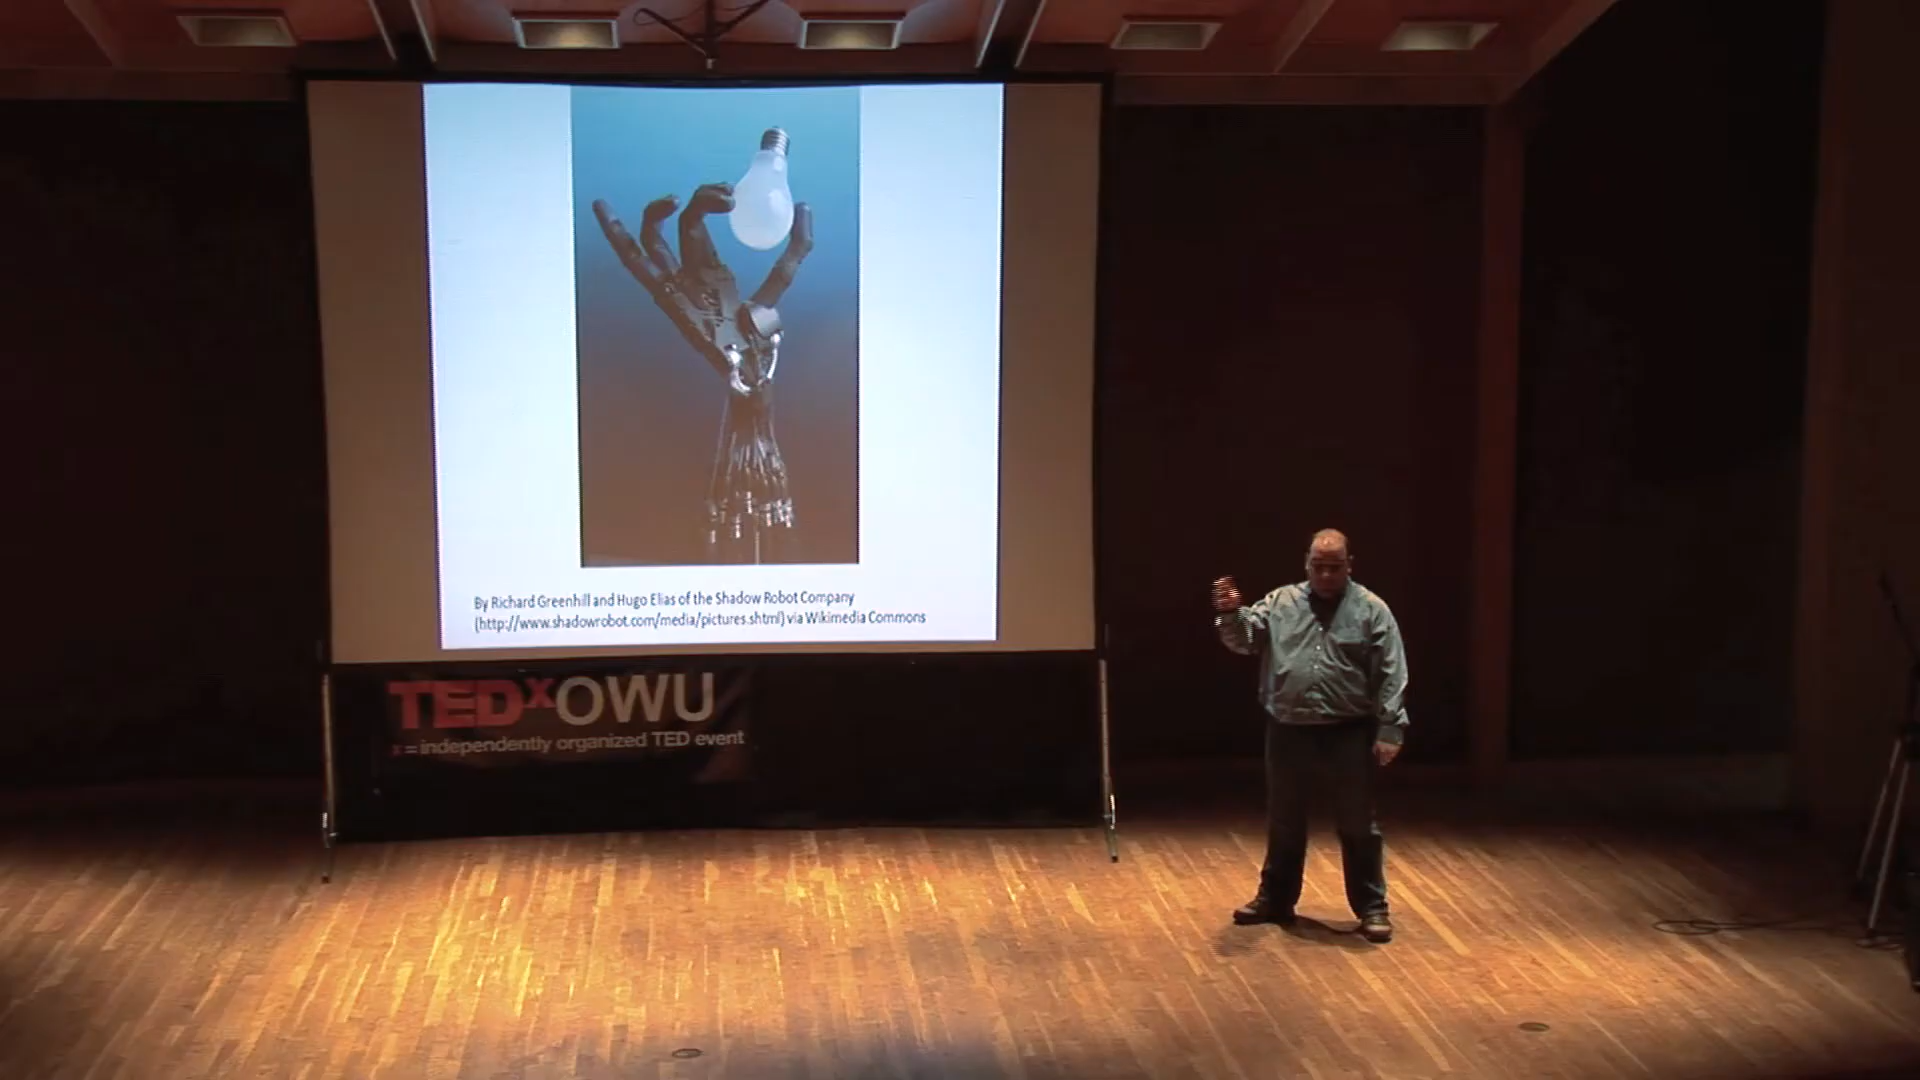 By Richard Greenhill and Hugo Elias of the Shadow Robot Company
(http://www.shadowrobot.com/media/pictures.shtml) via Wikimedia Commons
TEDxOWU
x = independently organized TED event